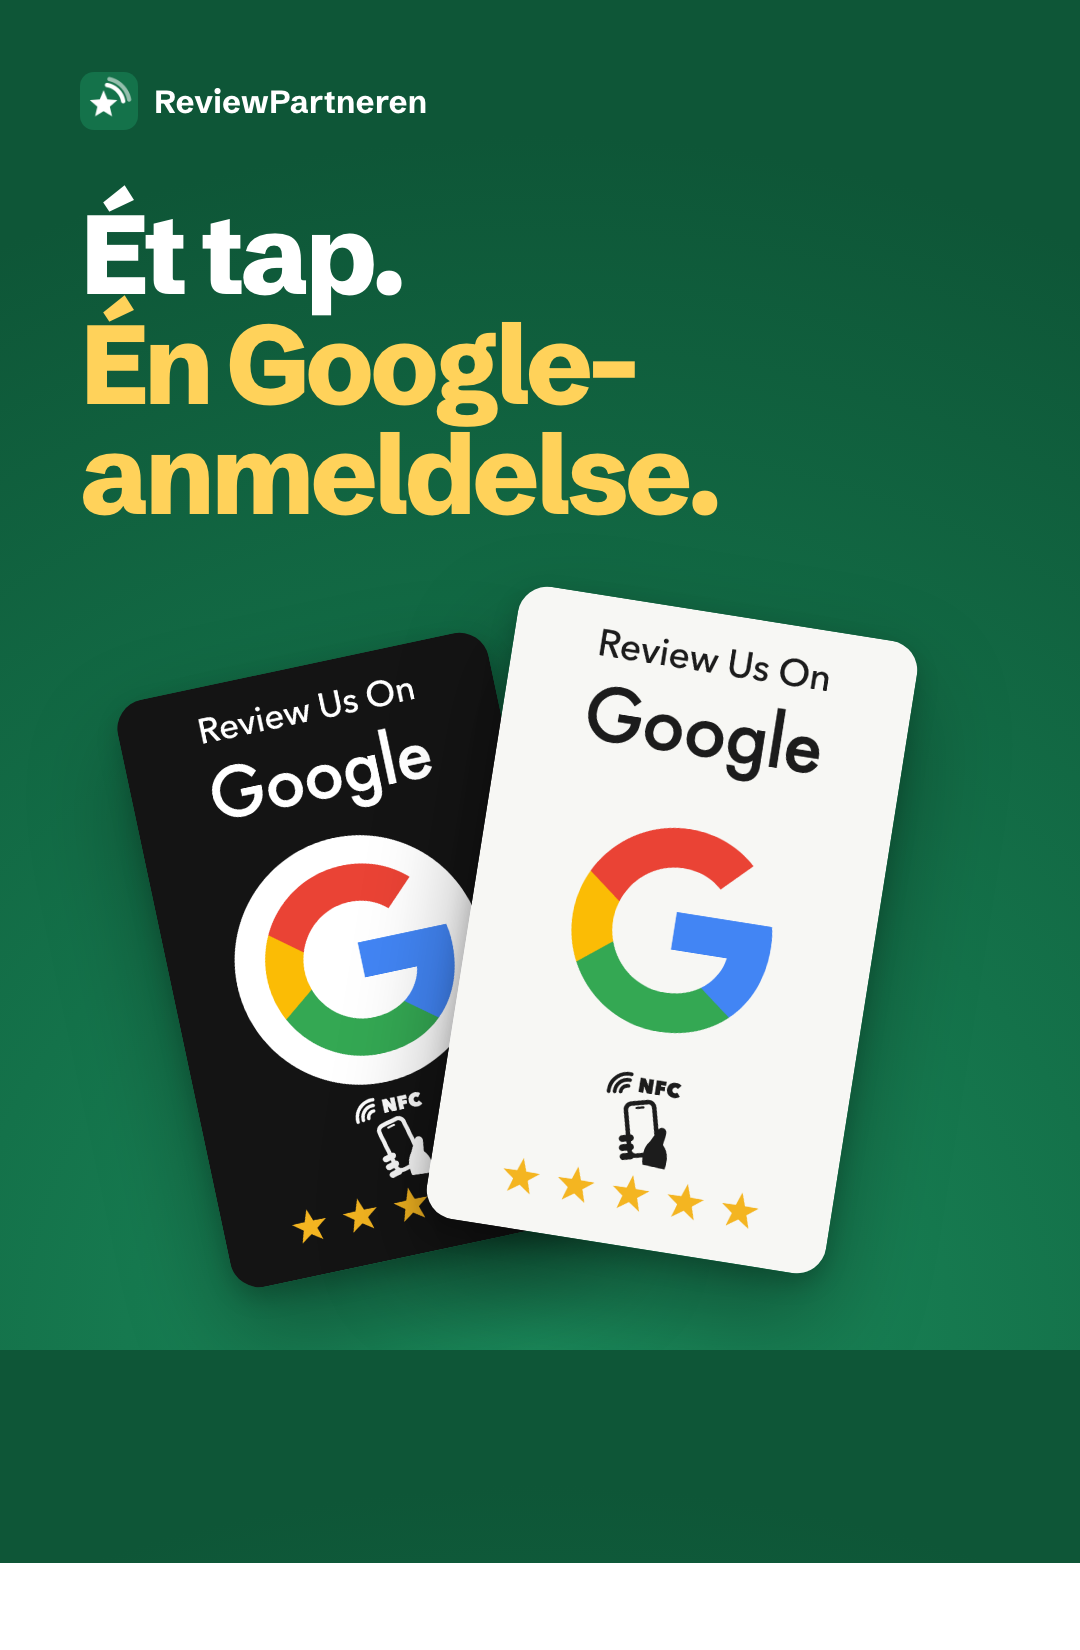 ReviewPartneren
Ét tap.
Én Google-
anmeldelse.
Review Us On
Google
NFC
Review Us On
Google
NFC